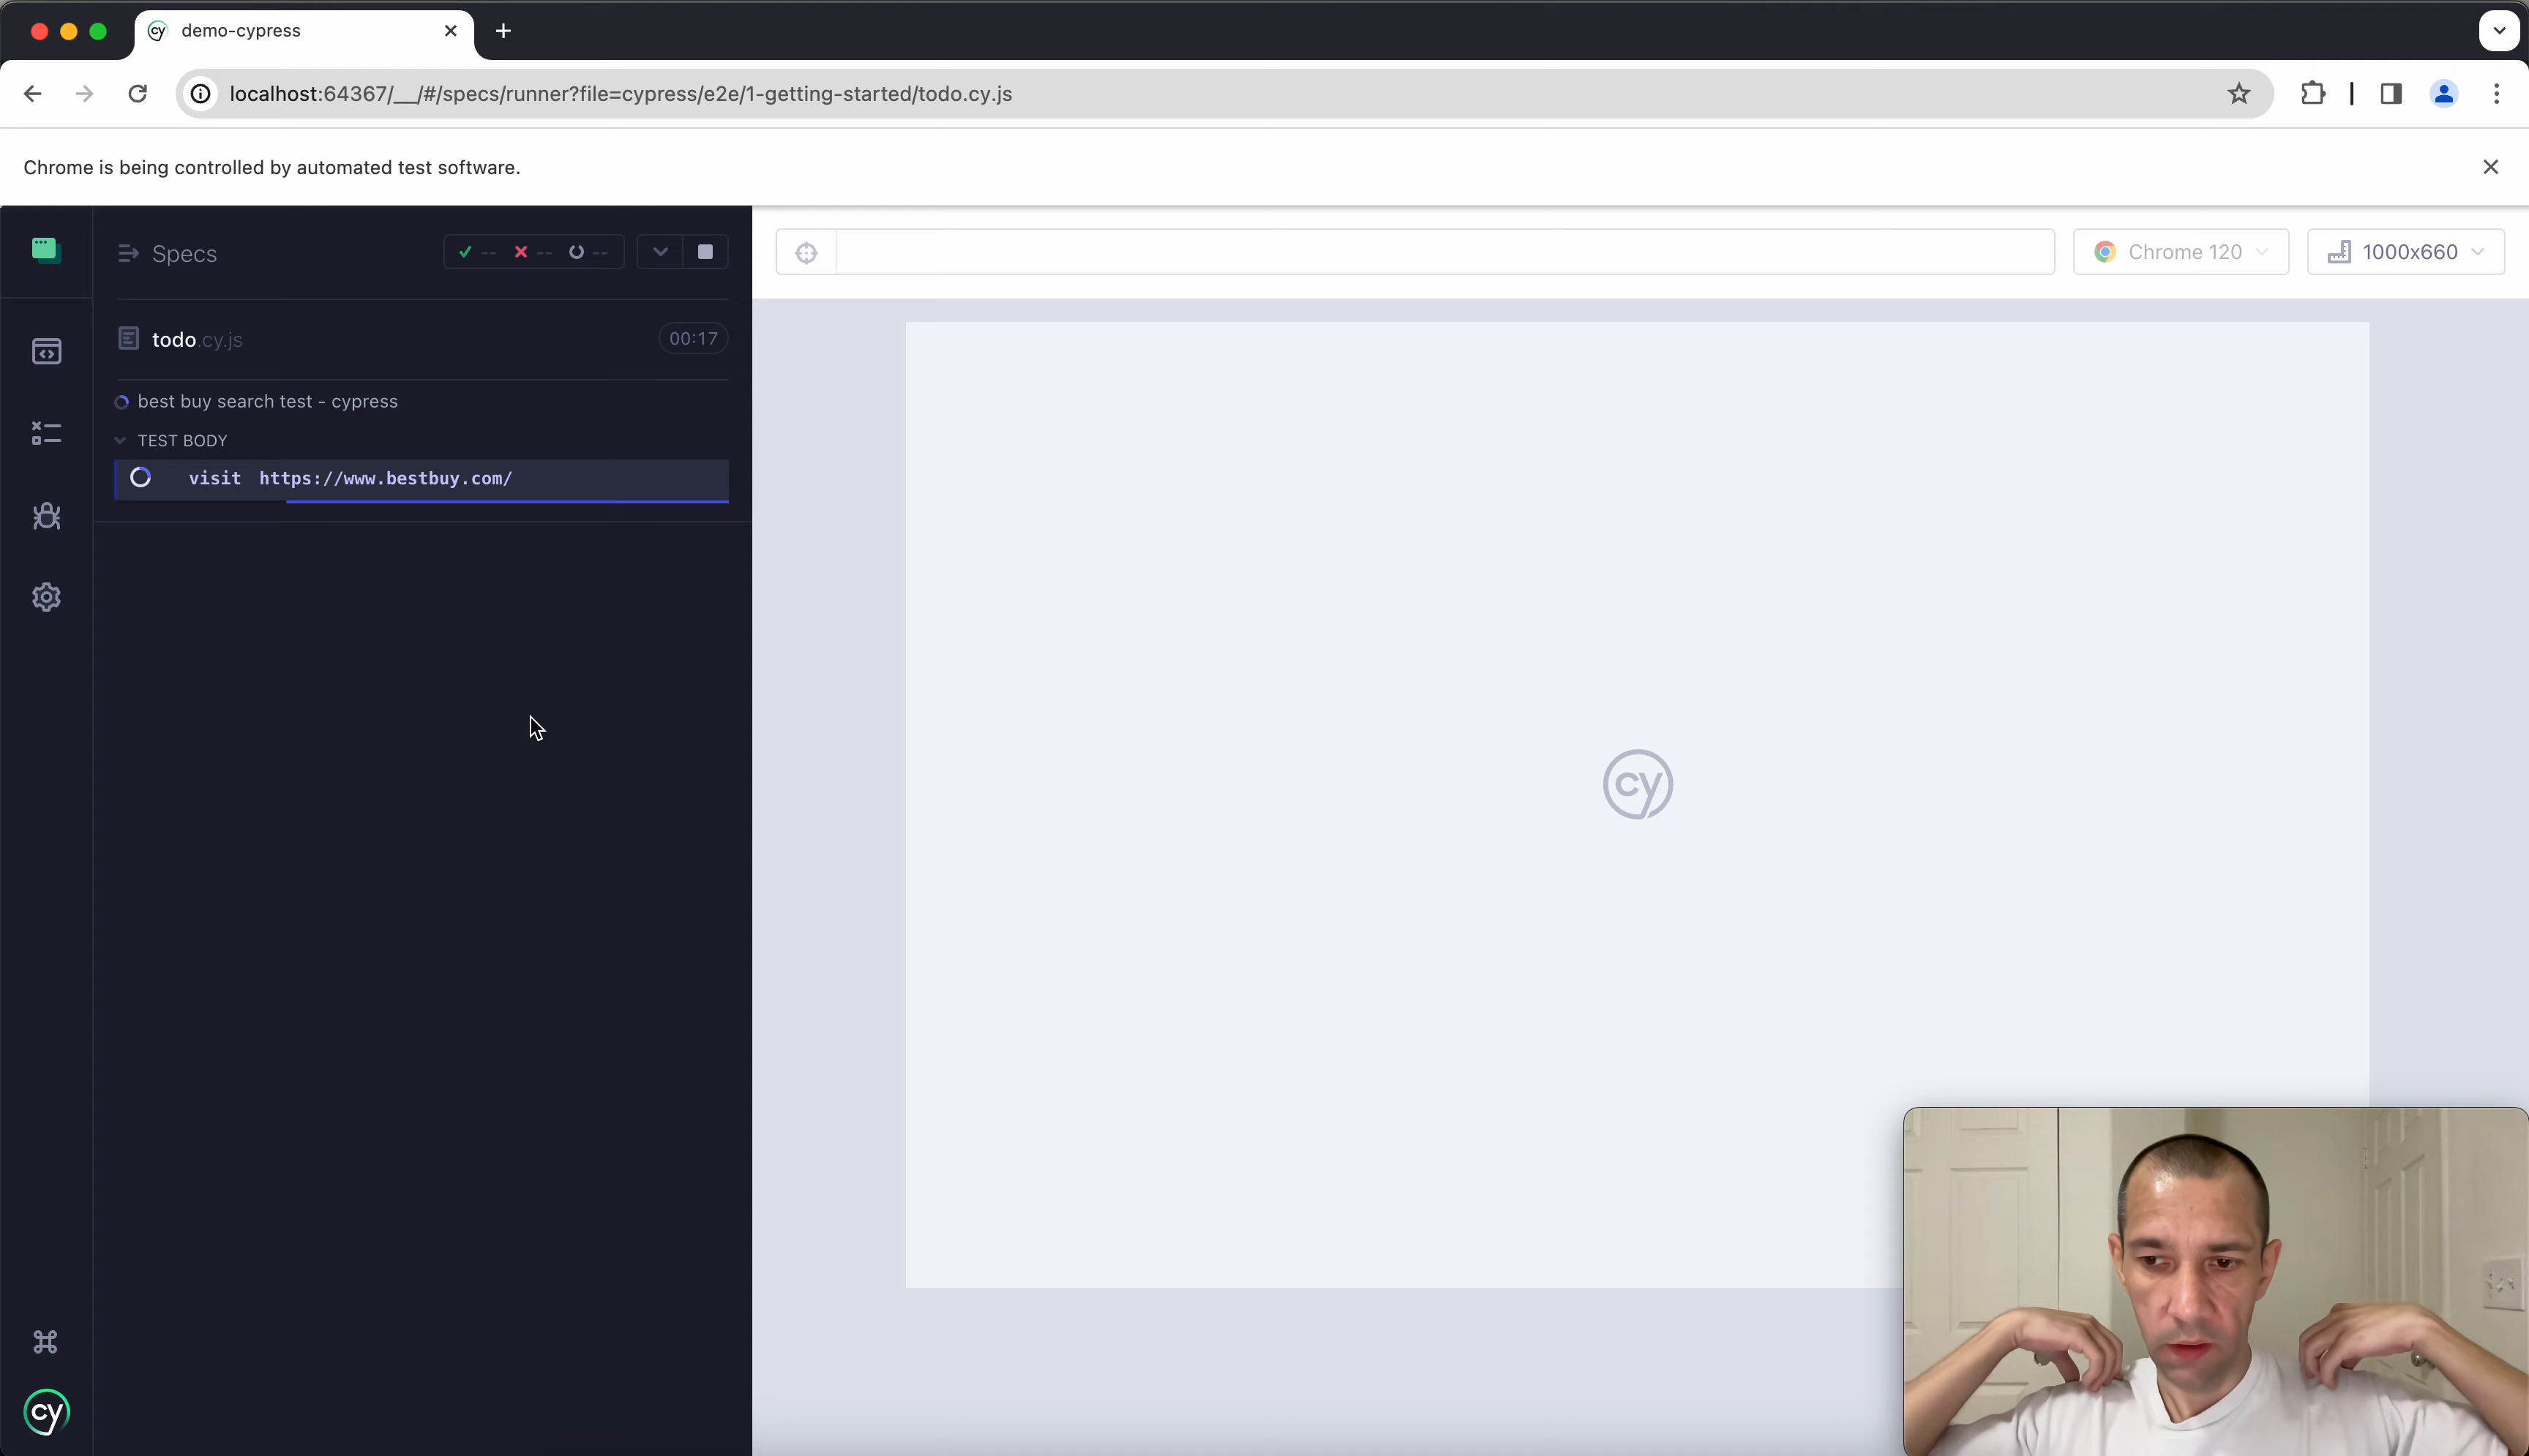 demo-cypress
localhost:64367/__/#/specs/runner?file=cypress/e2e/1-getting-started/todo.cy.js
Chrome is being controlled by automated test software.
Specs
-- -- --
Chrome 120
1000x660
todo.cy.js
00:17
best buy search test - cypress
TEST BODY
visit https://www.bestbuy.com/
cy
cy